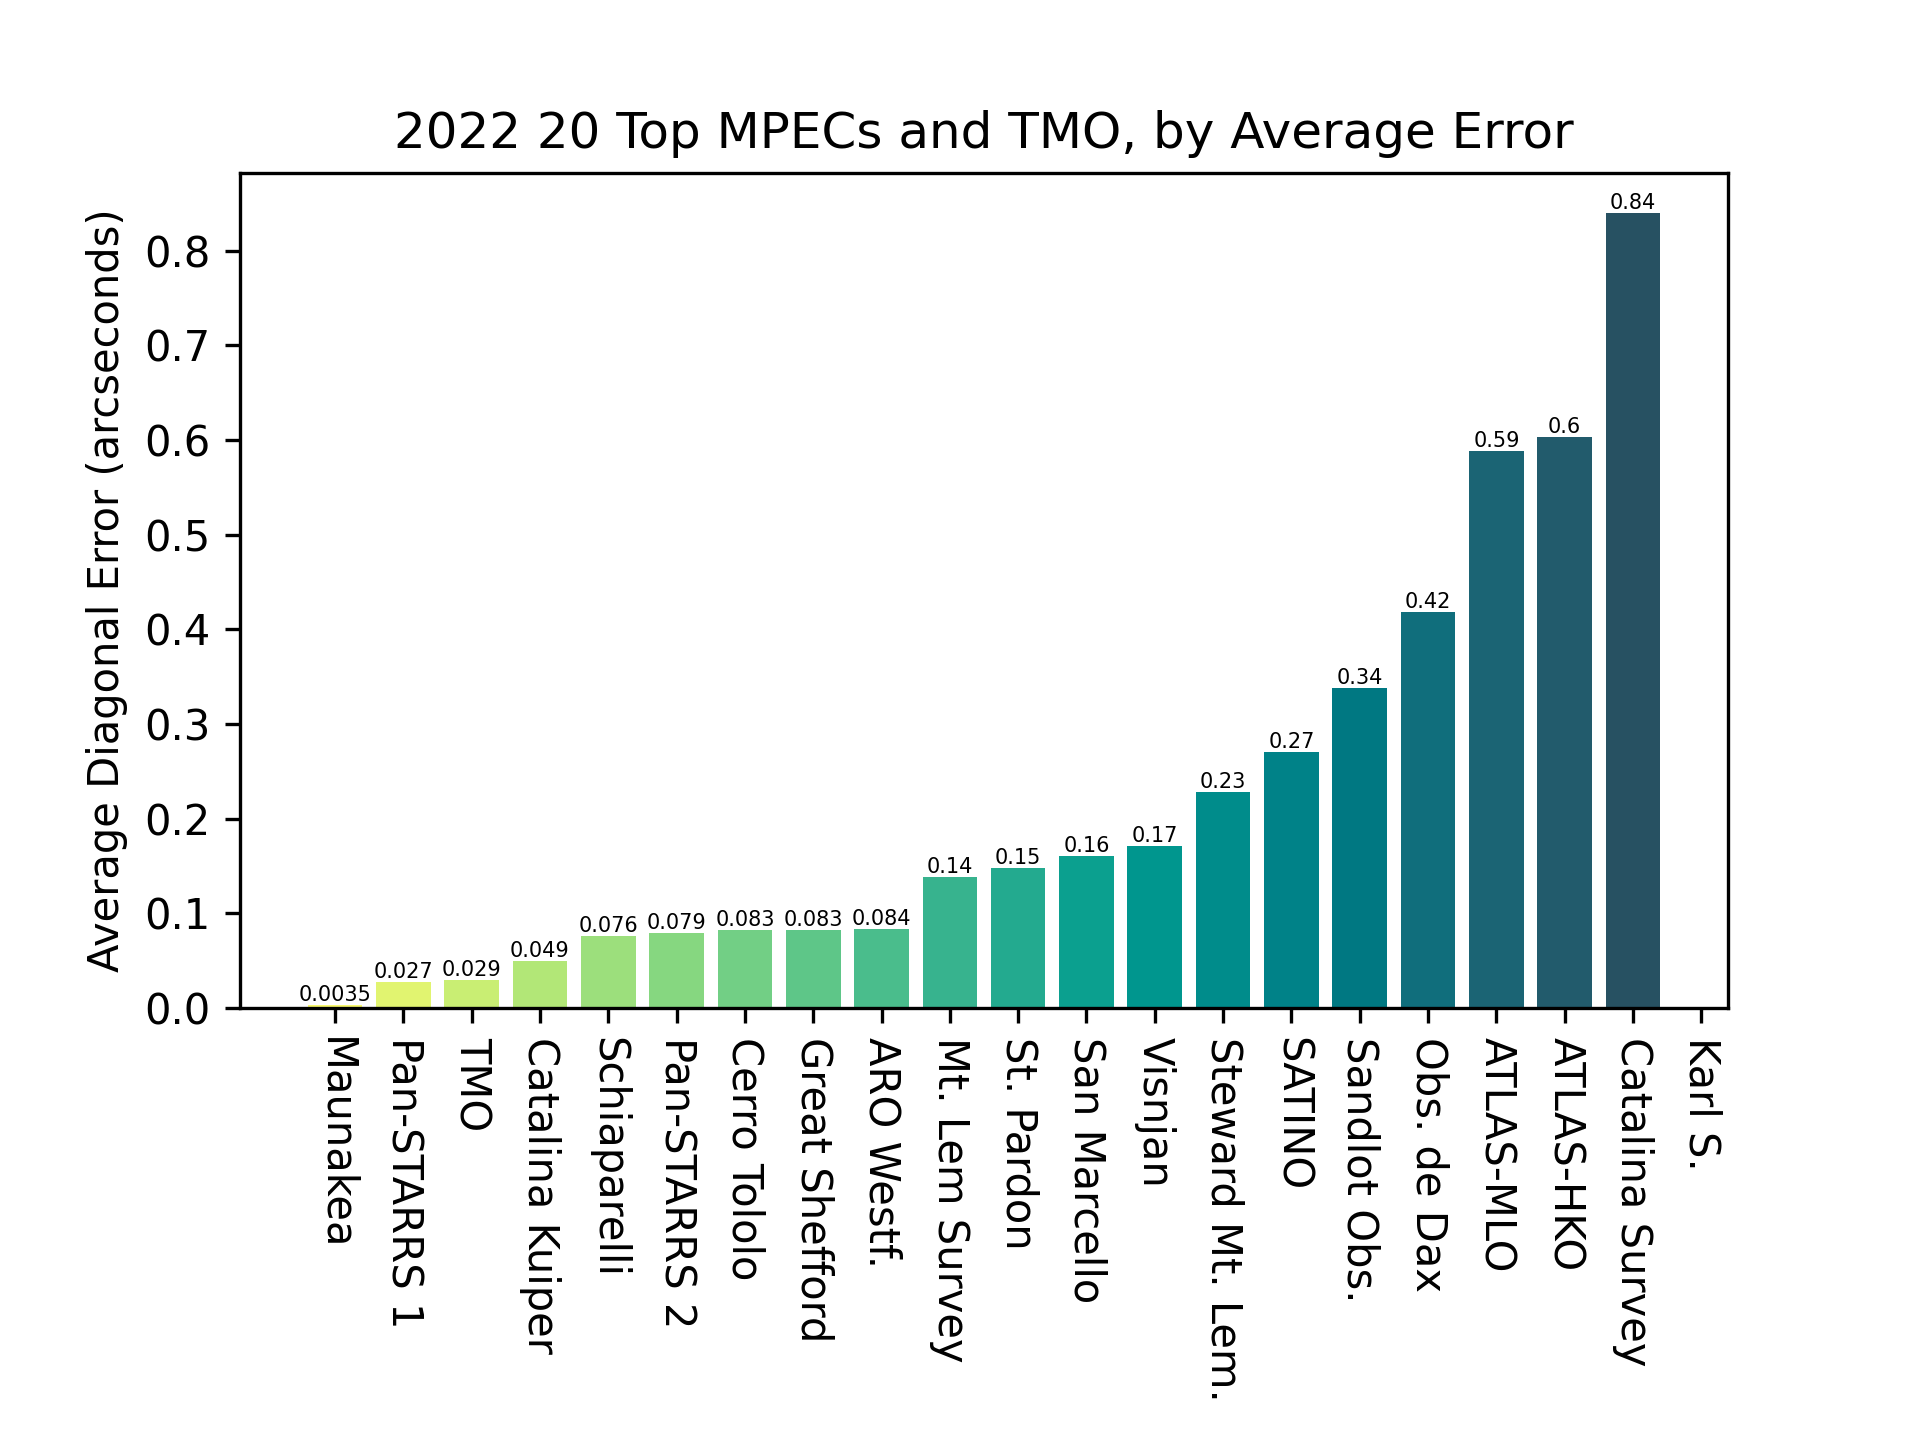 2022 20 Top MPECs and TMO, by Average Error
Average Diagonal Error (arcseconds)
0.8
0.7
0.6
0.5
0.4
0.3
0.2
0.1
0.0
0.0035
0.027
0.029
0.049
0.076
0.079
0.083
0.083
0.084
0.14
0.15
0.16
0.17
0.23
0.27
0.34
0.42
0.59
0.6
0.84
Maunakea
Pan-STARRS 1
TMO
Catalina Kuiper
Schiaparelli
Pan-STARRS 2
Cerro Tololo
Great Shefford
ARO Westf.
Mt. Lem Survey
St. Pardon
San Marcello
Visnjan
Steward Mt. Lem.
SATINO
Sandlot Obs.
Obs. de Dax
ATLAS-MLO
ATLAS-HKO
Catalina Survey
Karl S.